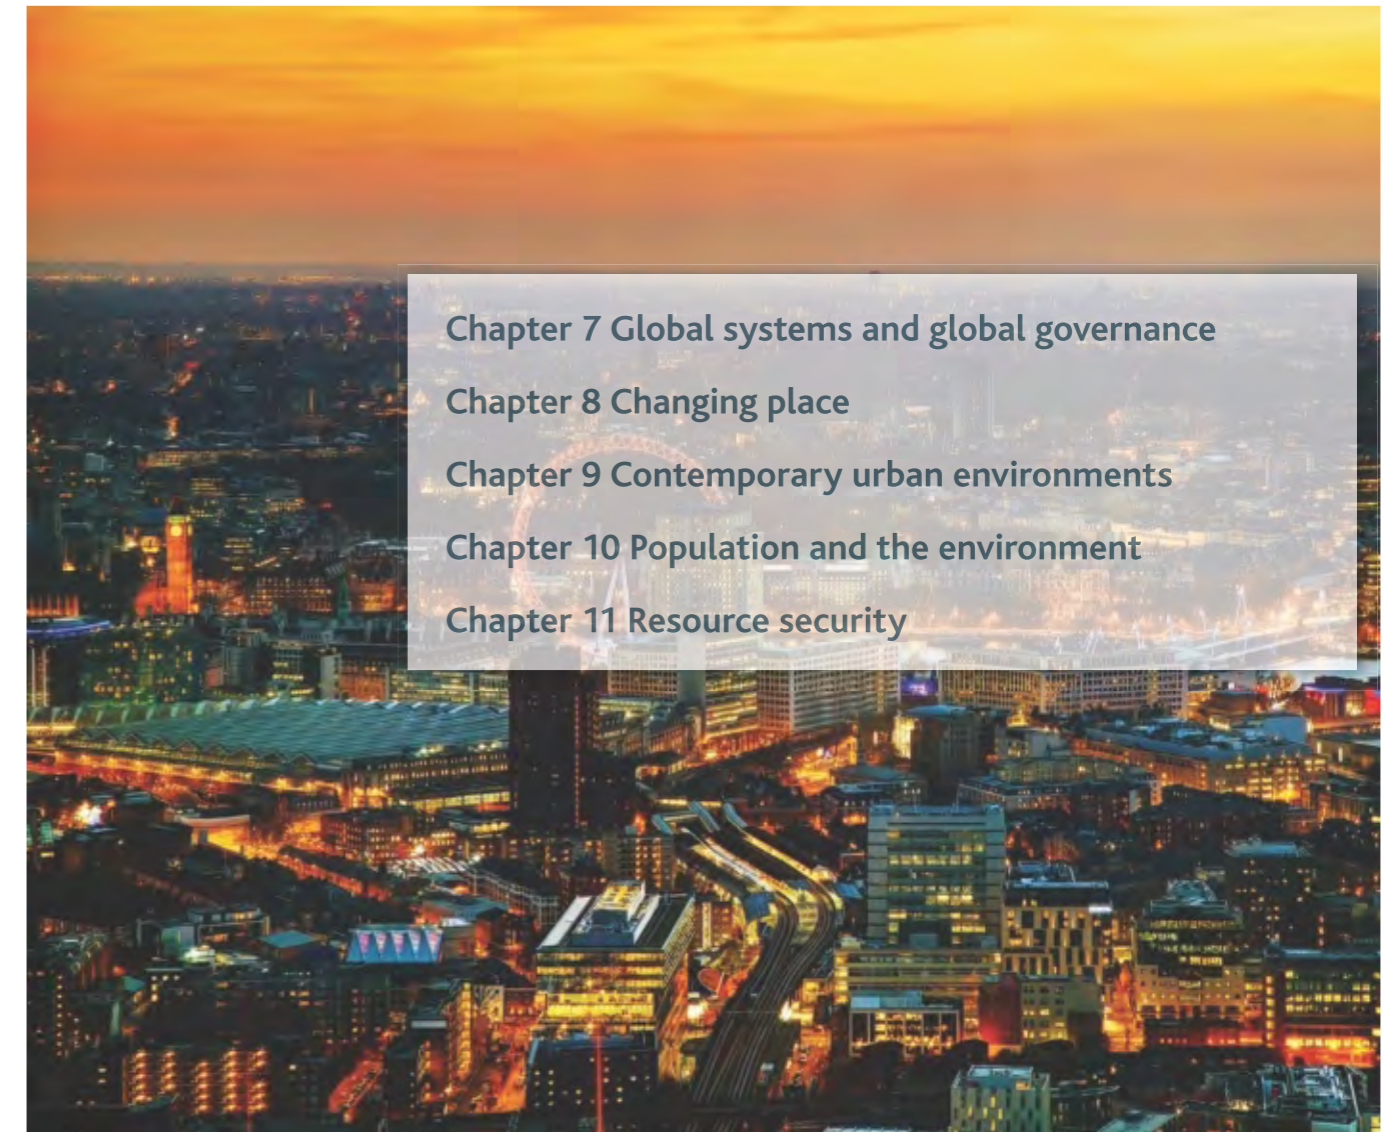 Chapter 7 Global systems and global governance
Chapter 8 Changing place
Chapter 9 Contemporary urban environments
Chapter 10 Population and the environment
Chapter 11 Resource security